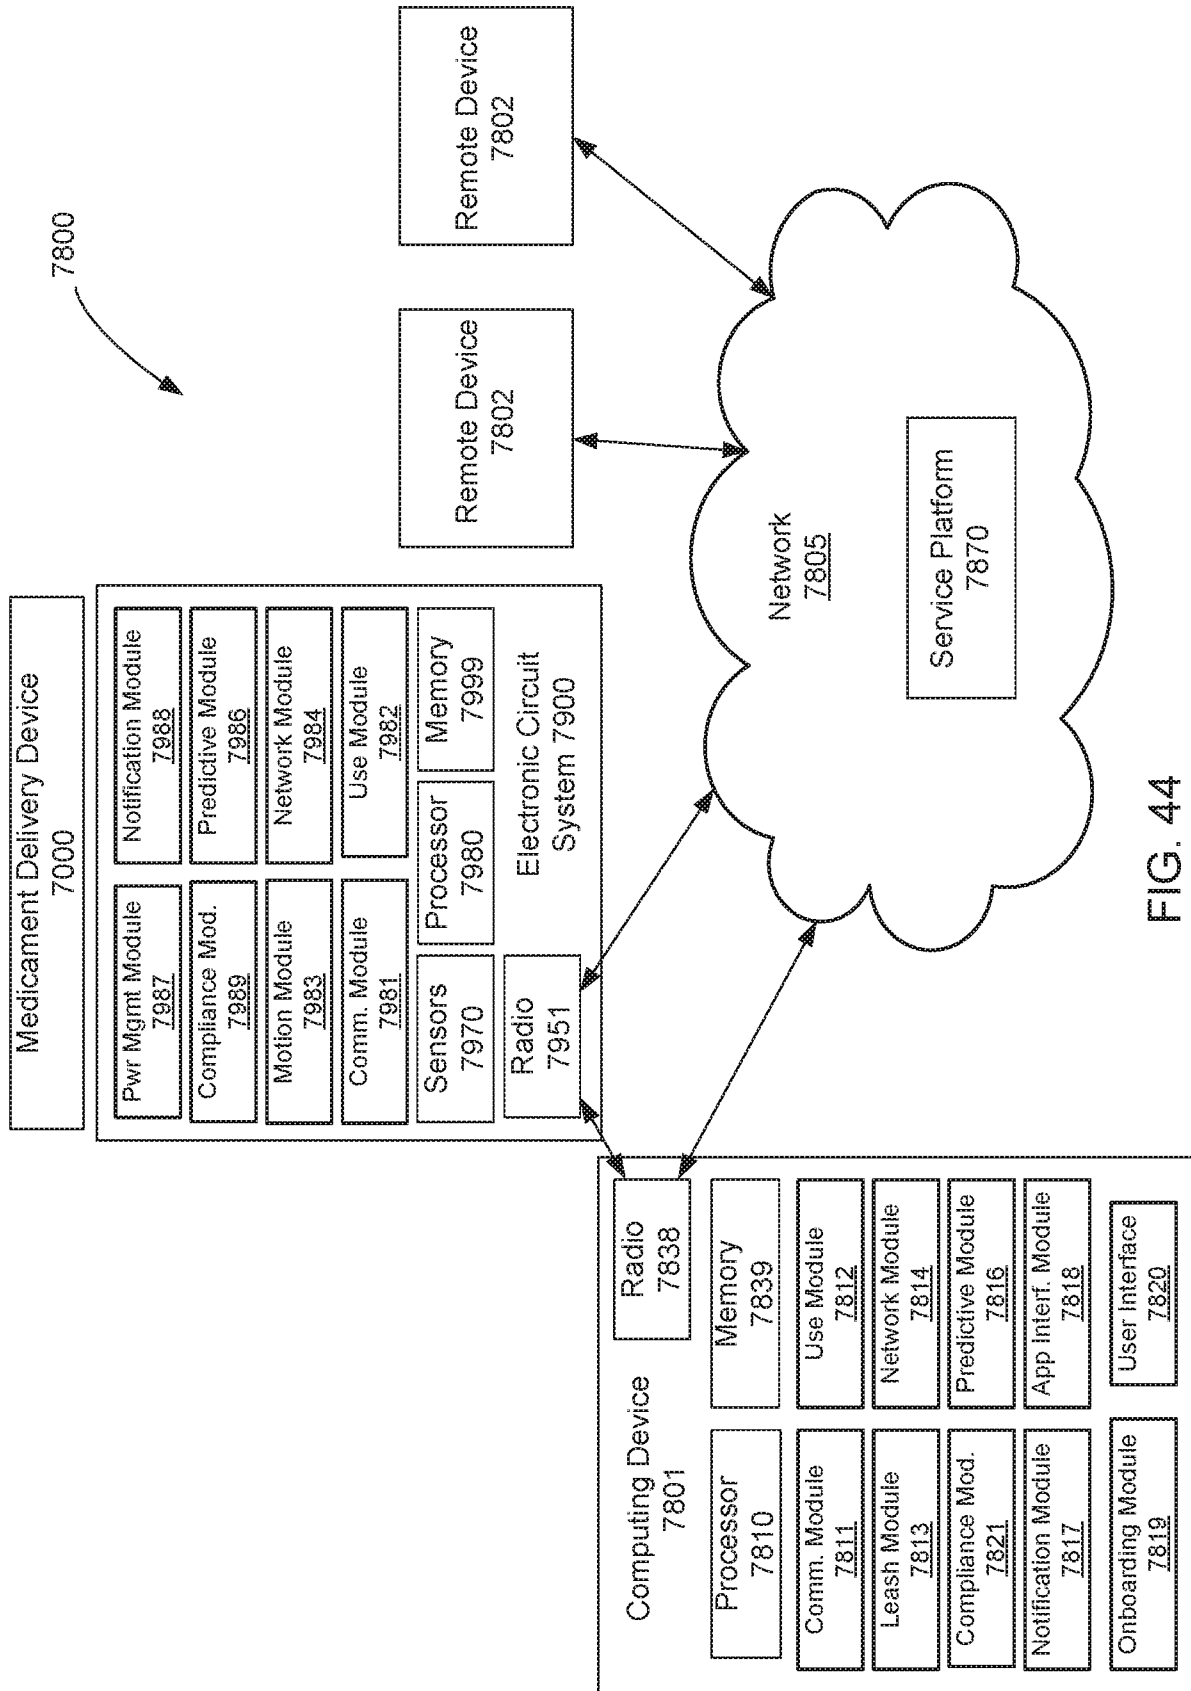 7800
Medicament Delivery Device
7000
Pwr Mgmt Module
7987
Notification Module
7988
Compliance Mod.
7989
Predictive Module
7986
Motion Module
7983
Network Module
7984
Comm. Module
7981
Use Module
7982
Sensors
7970
Processor
7980
Memory
7999
Radio
7951
Electronic Circuit
System 7900
Remote Device
7802
Remote Device
7802
Computing Device
7801
Radio
7838
Processor
7810
Memory
7839
Comm. Module
7811
Use Module
7812
Leash Module
7813
Network Module
7814
Compliance Mod.
7821
Predictive Module
7816
Notification Module
7817
App Interf. Module
7818
Onboarding Module
7819
User Interface
7820
Network
7805
Service Platform
7870
FIG. 44